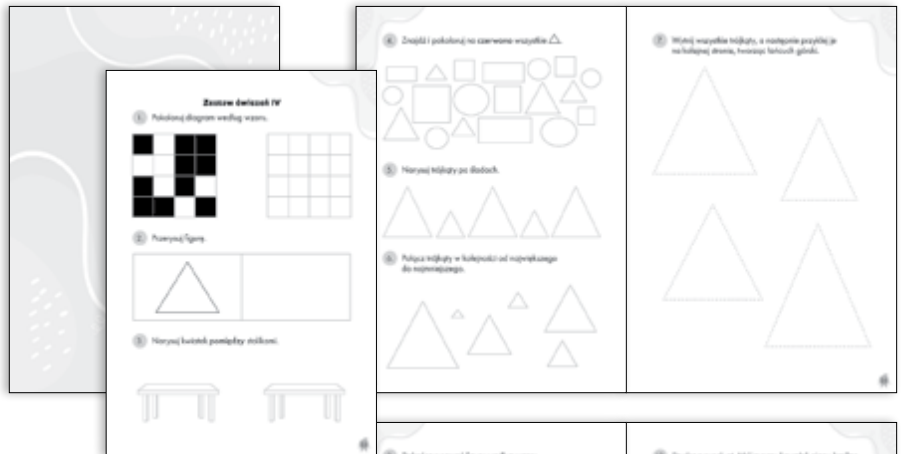 Zestaw ćwiczeń IV
1. Pokoloruj diagram według wzoru.
2. Przerysuj figurę.
3. Narysuj kwiatek pomiędzy stolikami.
4. Znajdź i pokoloruj na czerwono wszystkie
5. Narysuj trójkąty po śladach.
6. Połącz trójkąty w kolejności od największego
do najmniejszego.
7. Wytnij wszystkie trójkąty, a następnie przyklej je
na kolejnej stronie, tworząc łańcuch górski.